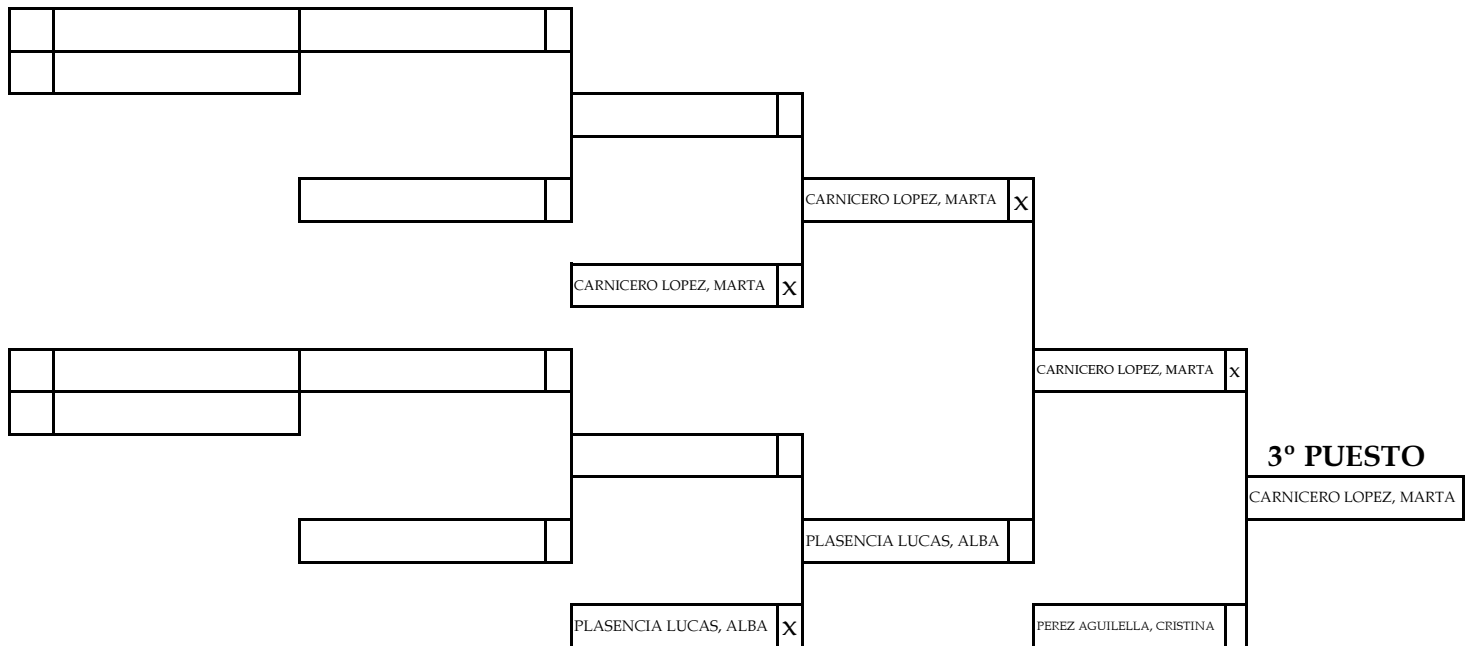 CARNICERO LOPEZ, MARTA x
CARNICERO LOPEZ, MARTA x
CARNICERO LOPEZ, MARTA x
3º PUESTO
CARNICERO LOPEZ, MARTA
PLASENCIA LUCAS, ALBA
PLASENCIA LUCAS, ALBA x
PEREZ AGUILELLA, CRISTINA